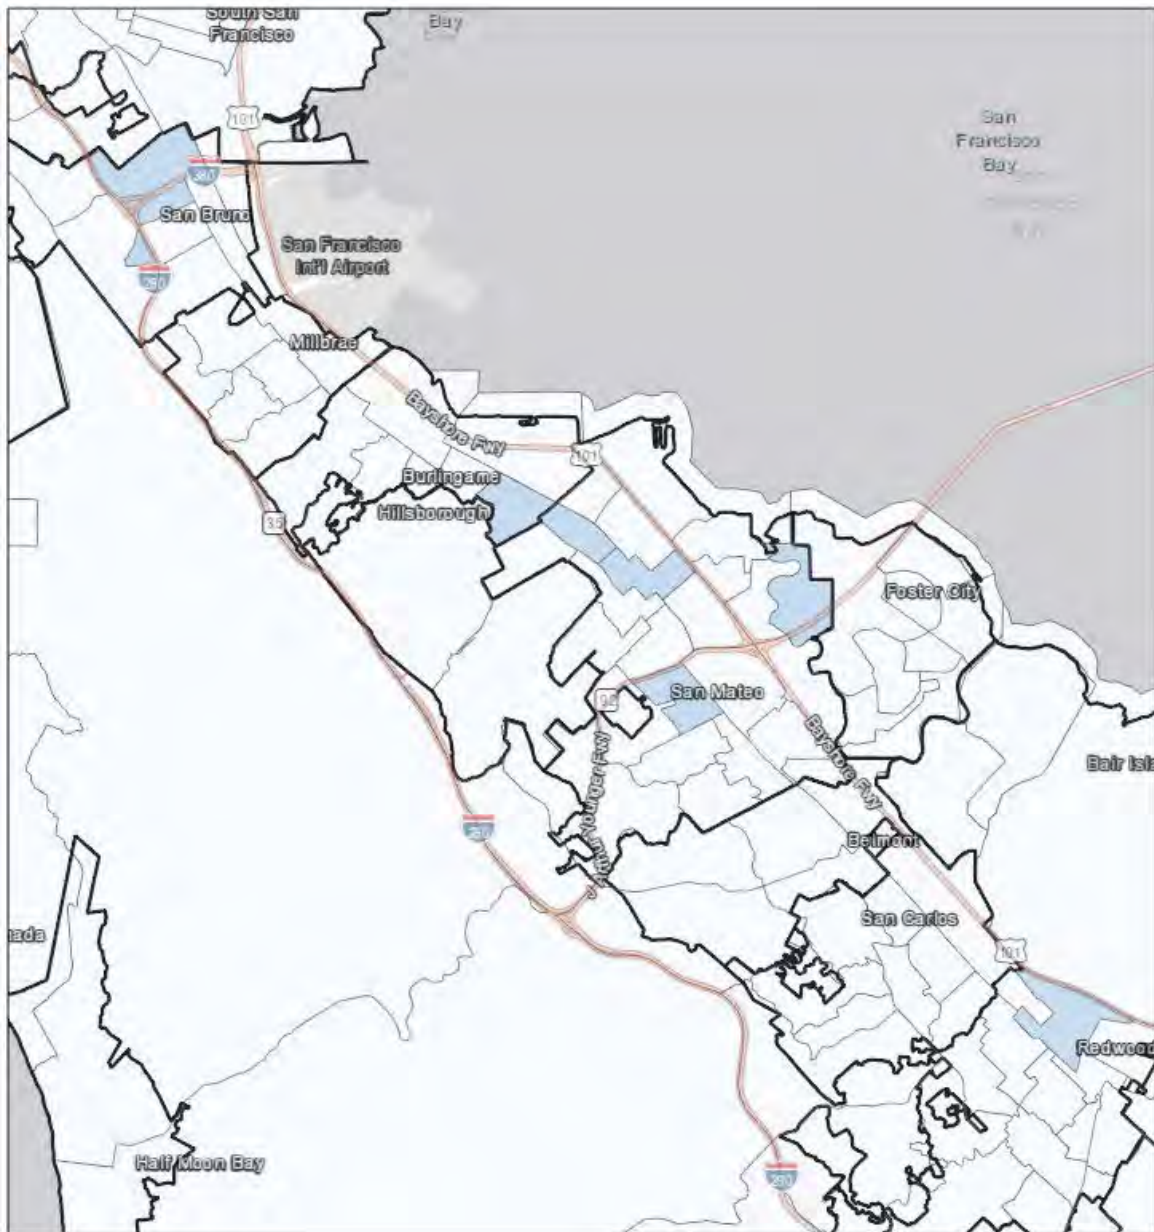 South San
Francisco
Bay
101
San
Francisco
Bay
380
San Bruno
San Francisco
Int'l Airport
280
Millbrae
Bayshore Fwy
101
Burlingame
Hillsborough
35
Foster City
92
San Mateo
J Arthur Younger Fwy
Bayshore Fwy
Bair Isla
280
Belmont
San Carlos
nada
101
Redwood
Half Moon Bay
280